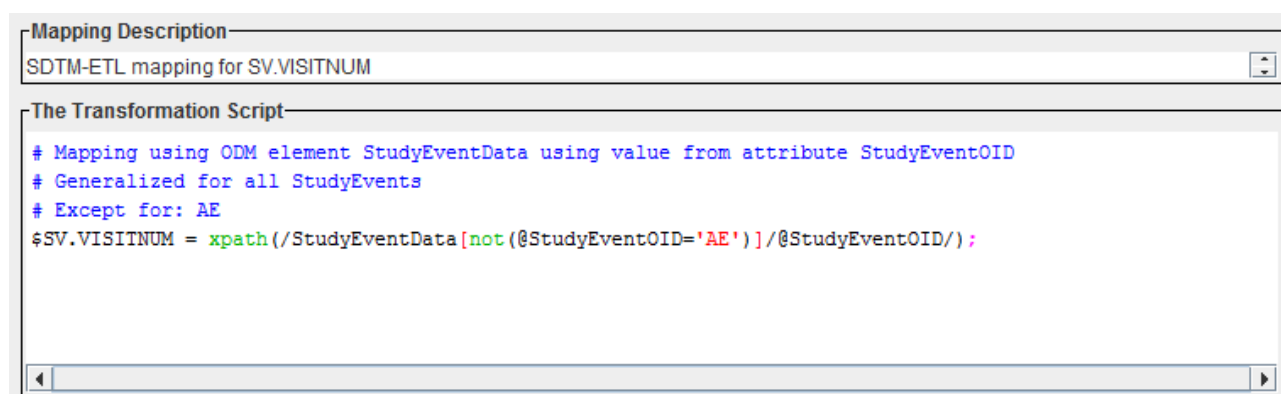 Mapping Description
SDTM-ETL mapping for SV.VISITNUM
The Transformation Script
# Mapping using ODM element StudyEventData using value from attribute StudyEventOID
# Generalized for all StudyEvents
# Except for: AE
$SV.VISITNUM = xpath(/StudyEventData[not(@StudyEventOID='AE')]/@StudyEventOID/);